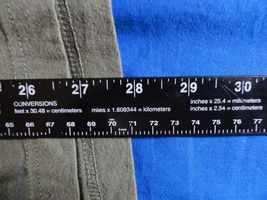 26 27 28 29 30
CONVERSIONS
feet x 30.48 = centimeters
miles x 1.609344 = kilometers
inches x 25.4 = millimeters
inches x 2.54 = centimeters
65 66 67 68 69 70 71 72 73 74 75 76 77